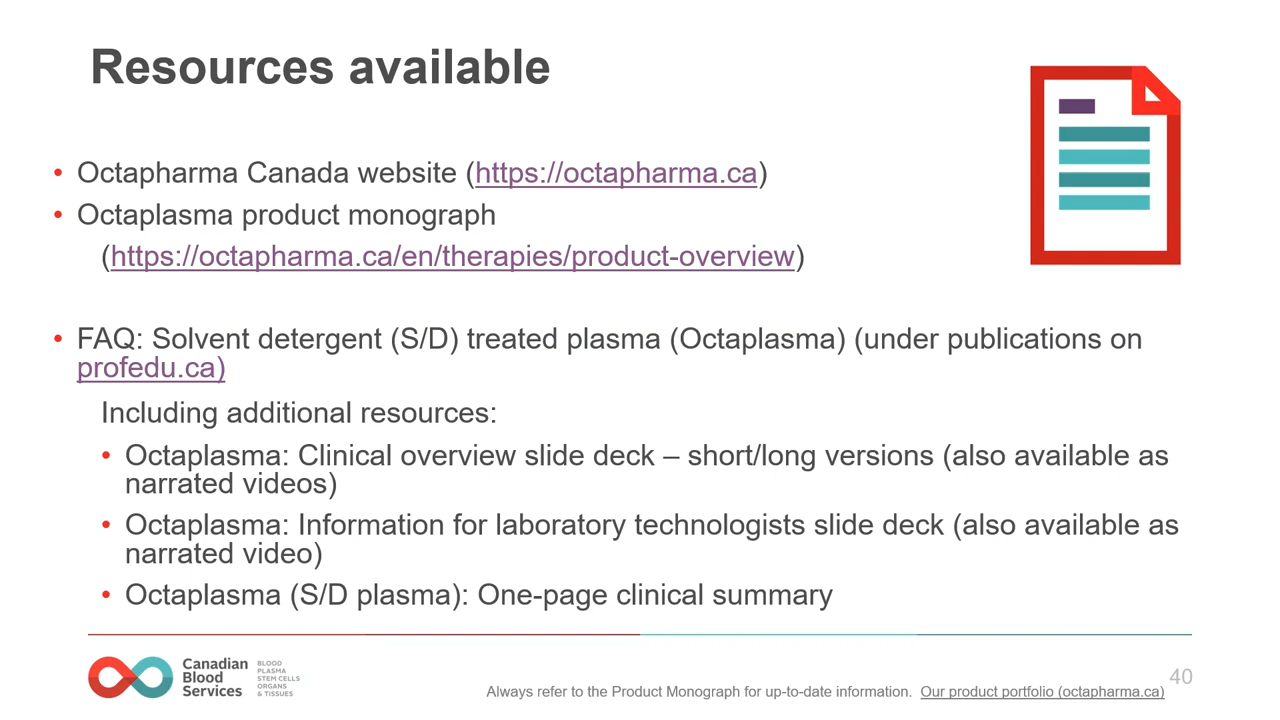 Resources available
• Octapharma Canada website (https://octapharma.ca)
• Octaplasma product monograph
(https://octapharma.ca/en/therapies/product-overview)
• FAQ: Solvent detergent (S/D) treated plasma (Octaplasma) (under publications on
profedu.ca)
Including additional resources:
• Octaplasma: Clinical overview slide deck – short/long versions (also available as
narrated videos)
• Octaplasma: Information for laboratory technologists slide deck (also available as
narrated video)
• Octaplasma (S/D plasma): One-page clinical summary
Canadian
Blood
Services
BLOOD
PLASMA
STEM CELLS
ORGANS
& TISSUES
Always refer to the Product Monograph for up-to-date information. Our product portfolio (octapharma.ca)
40